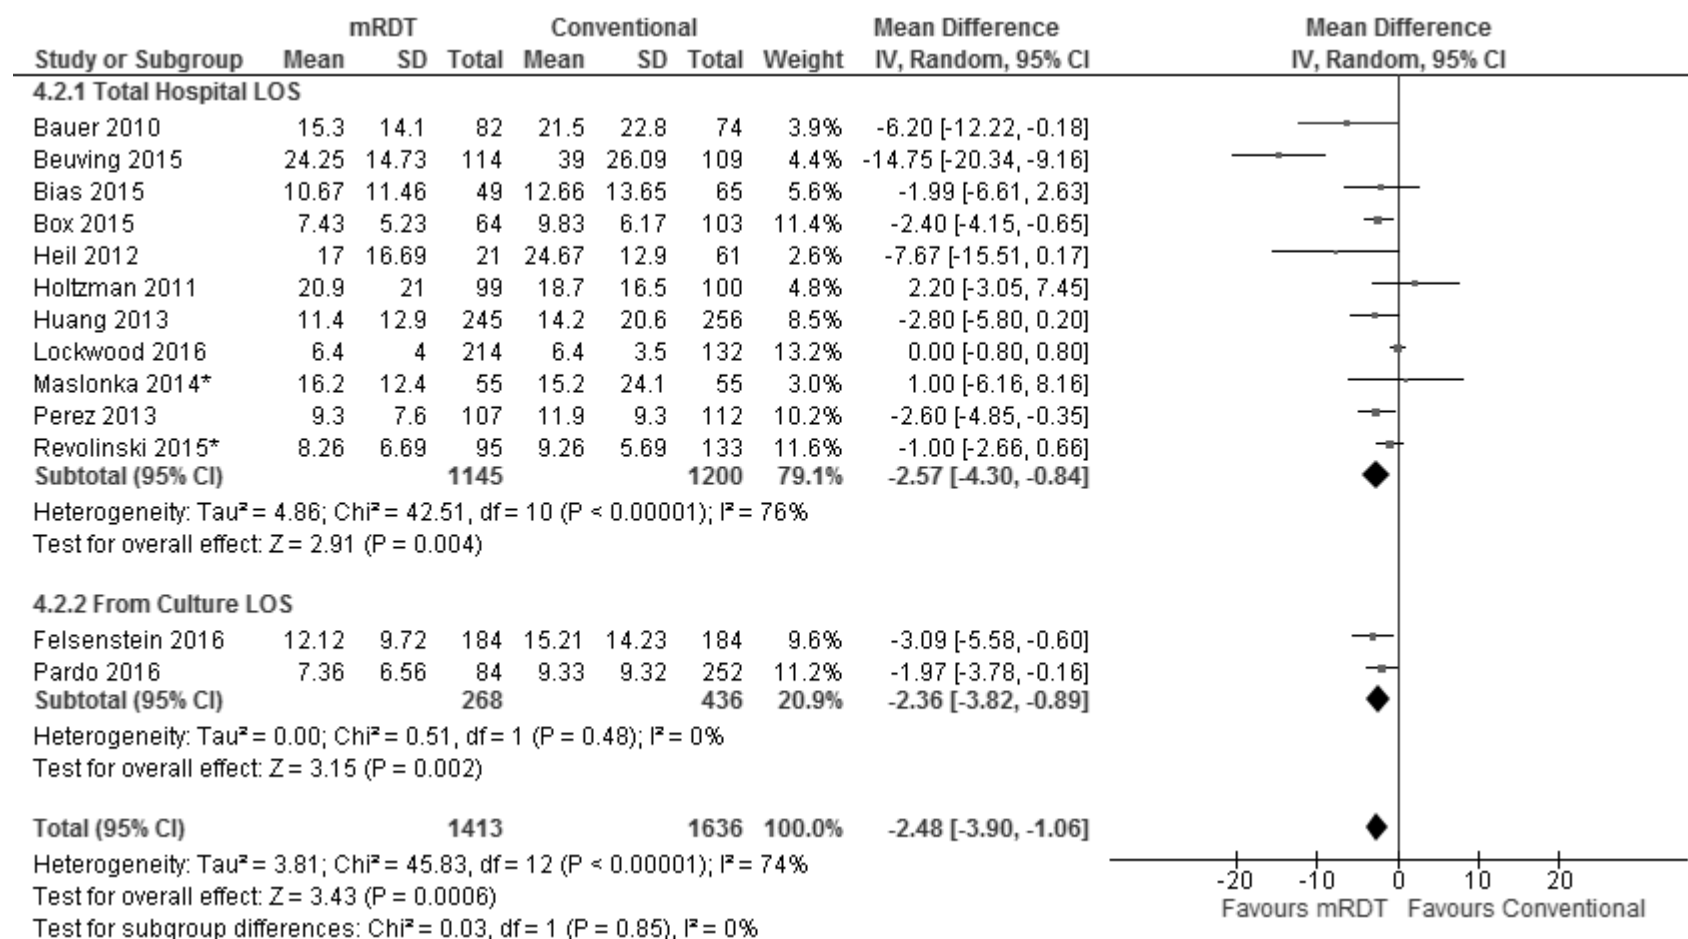 mRDT Conventional Mean Difference Mean Difference
Study or Subgroup Mean SD Total Mean SD Total Weight IV, Random, 95% CI IV, Random, 95% CI
4.2.1 Total Hospital LOS
Bauer 2010 15.3 14.1 82 21.5 22.8 74 3.9% -6.20 [-12.22, -0.18]
Beuving 2015 24.25 14.73 114 39 26.09 109 4.4% -14.75 [-20.34, -9.16]
Bias 2015 10.67 11.46 49 12.66 13.65 65 5.6% -1.99 [-6.61, 2.63]
Box 2015 7.43 5.23 64 9.83 6.17 103 11.4% -2.40 [-4.15, -0.65]
Heil 2012 17 16.69 21 24.67 12.9 61 2.6% -7.67 [-15.51, 0.17]
Holtzman 2011 20.9 21 99 18.7 16.5 100 4.8% 2.20 [-3.05, 7.45]
Huang 2013 11.4 12.9 245 14.2 20.6 256 8.5% -2.80 [-5.80, 0.20]
Lockwood 2016 6.4 4 214 6.4 3.5 132 13.2% 0.00 [-0.80, 0.80]
Maslonka 2014* 16.2 12.4 55 15.2 24.1 55 3.0% 1.00 [-6.16, 8.16]
Perez 2013 9.3 7.6 107 11.9 9.3 112 10.2% -2.60 [-4.85, -0.35]
Revolinski 2015* 8.26 6.69 95 9.26 5.69 133 11.6% -1.00 [-2.66, 0.66]
Subtotal (95% CI) 1145 1200 79.1% -2.57 [-4.30, -0.84]
Heterogeneity: Tau² = 4.86; Chi² = 42.51, df = 10 (P < 0.00001); I² = 76%
Test for overall effect: Z = 2.91 (P = 0.004)
4.2.2 From Culture LOS
Felsenstein 2016 12.12 9.72 184 15.21 14.23 184 9.6% -3.09 [-5.58, -0.60]
Pardo 2016 7.36 6.56 84 9.33 9.32 252 11.2% -1.97 [-3.78, -0.16]
Subtotal (95% CI) 268 436 20.9% -2.36 [-3.82, -0.89]
Heterogeneity: Tau² = 0.00; Chi² = 0.51, df = 1 (P = 0.48); I² = 0%
Test for overall effect: Z = 3.15 (P = 0.002)
Total (95% CI) 1413 1636 100.0% -2.48 [-3.90, -1.06]
Heterogeneity: Tau² = 3.81; Chi² = 45.83, df = 12 (P < 0.00001); I² = 74%
Test for overall effect: Z = 3.43 (P = 0.0006)
Test for subgroup differences: Chi² = 0.03, df = 1 (P = 0.85), I² = 0%
-20 -10 0 10 20
Favours mRDT Favours Conventional